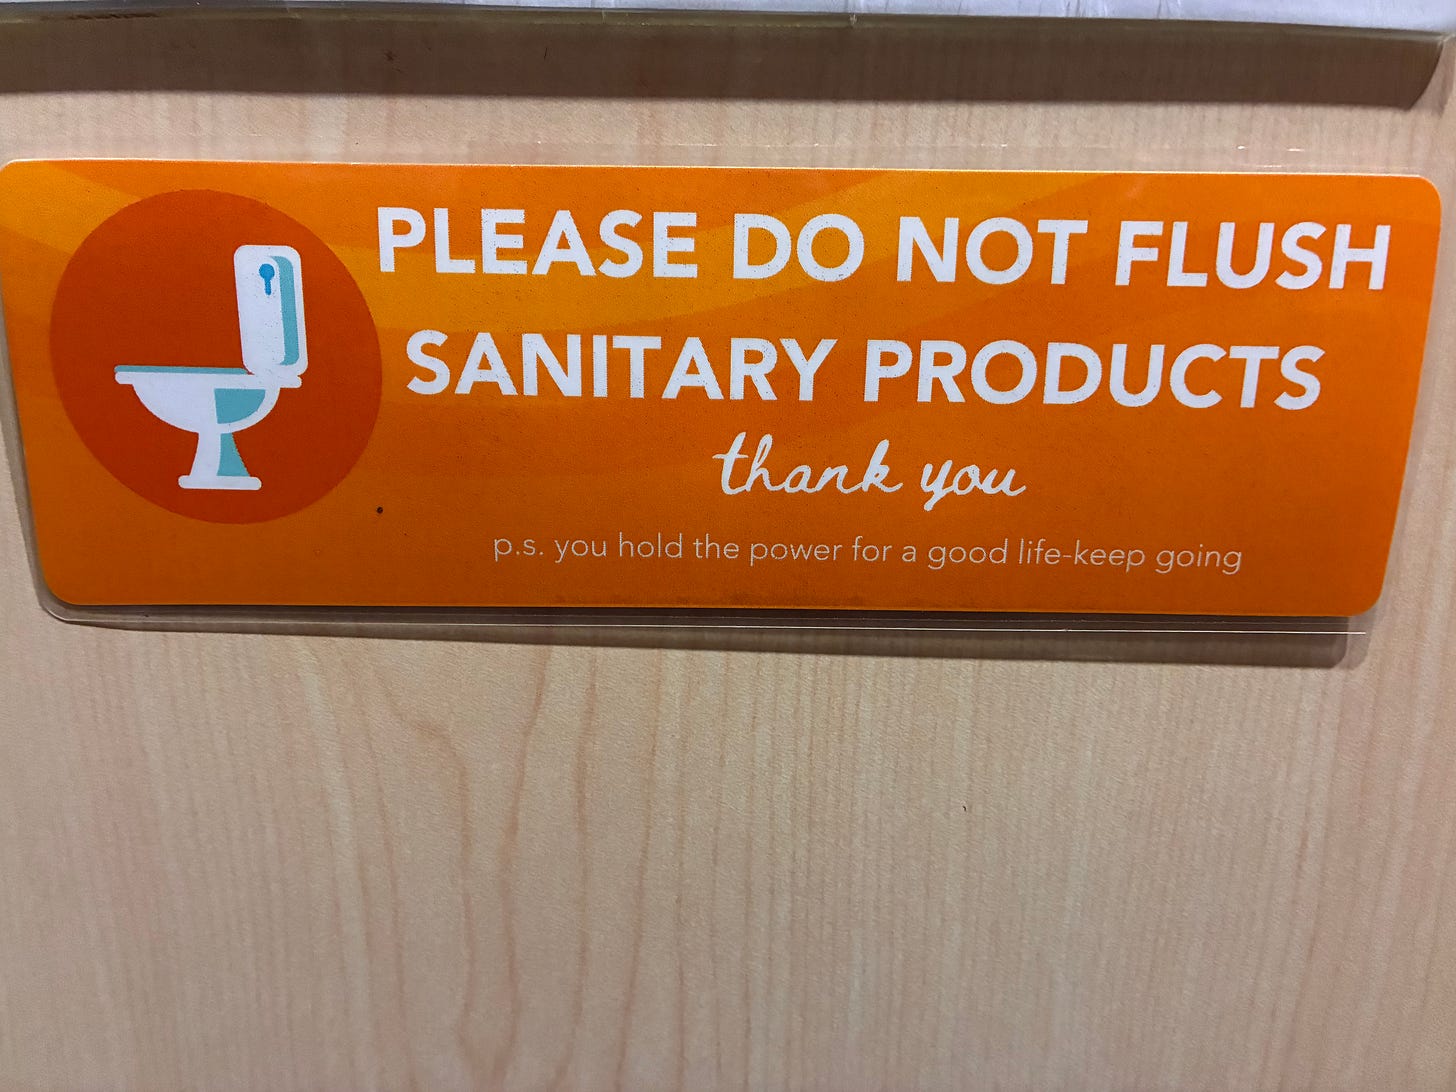 PLEASE DO NOT FLUSH
SANITARY PRODUCTS
thank you
p.s. you hold the power for a good life-keep going